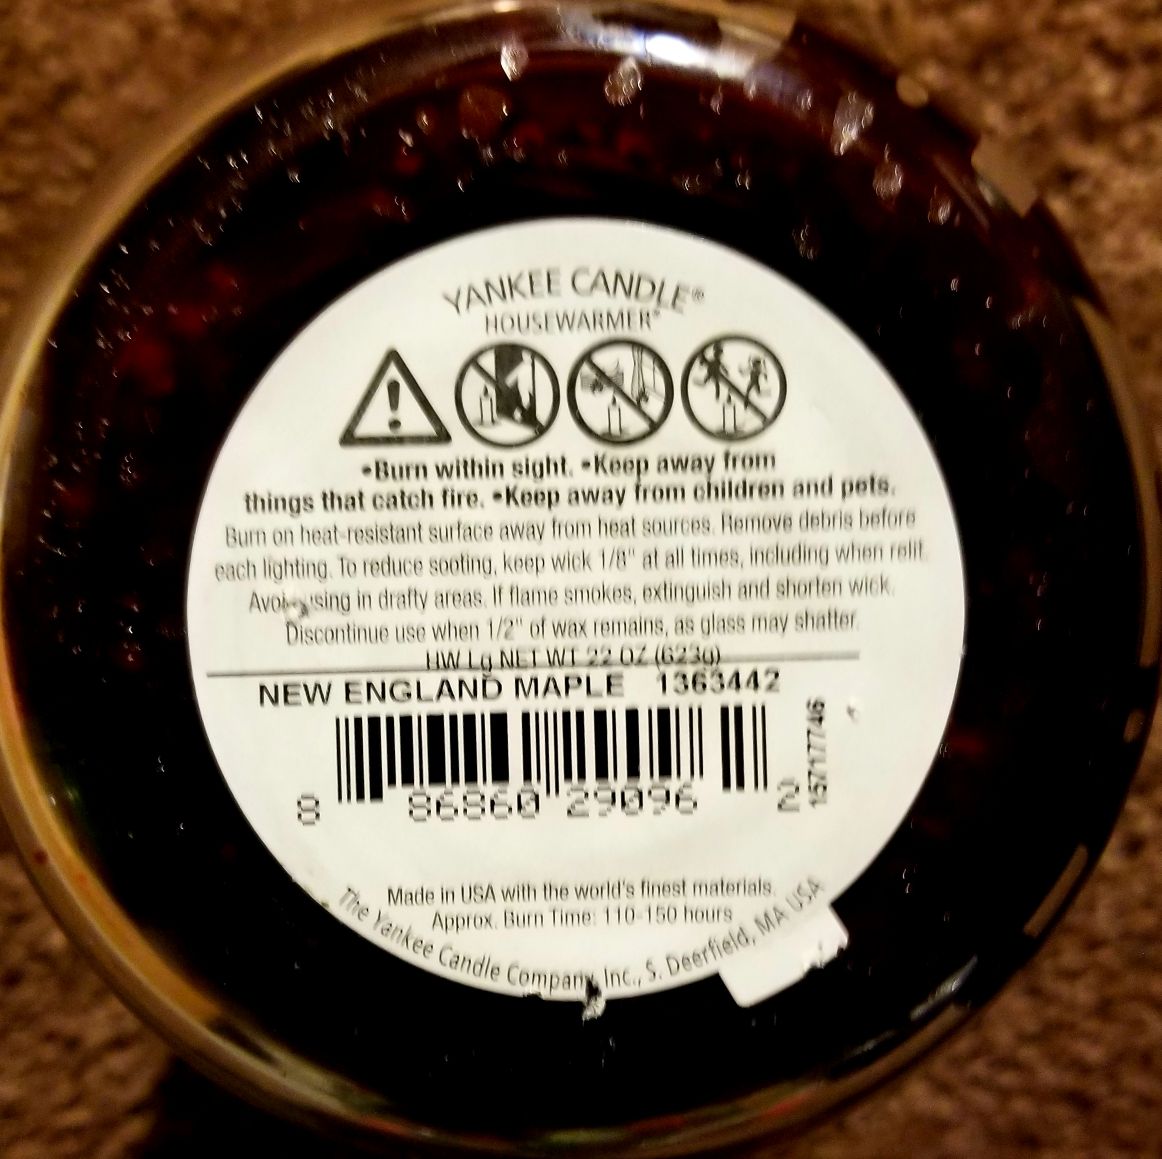 YANKEE CANDLE®
HOUSEWARMER®
•Burn within sight. •Keep away from
things that catch fire. •Keep away from children and pets.
Burn on heat-resistant surface away from heat sources. Remove debris before
each lighting. To reduce sooting, keep wick 1/8" at all times, including when relit.
in drafty areas. If flame smokes, extinguish and shorten wick.
Discontinue use when 1/2" of wax remains, as glass may shatter.
HW Lg NET WT 22 OZ (623g)
NEW ENGLAND MAPLE 1363442
157177746
8 86860 29096 2
Made in USA with the world's finest materials.
Approx. Burn Time: 110-150 hours
The Yankee Candle Company, Inc., S. Deerfield, MA USA